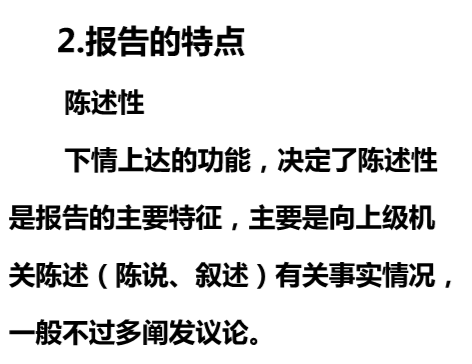 2.报告的特点
陈述性
下情上达的功能，决定了陈述性
是报告的主要特征，主要是向上级机
关陈述（陈说、叙述）有关事实情况，
一般不过多阐发议论。